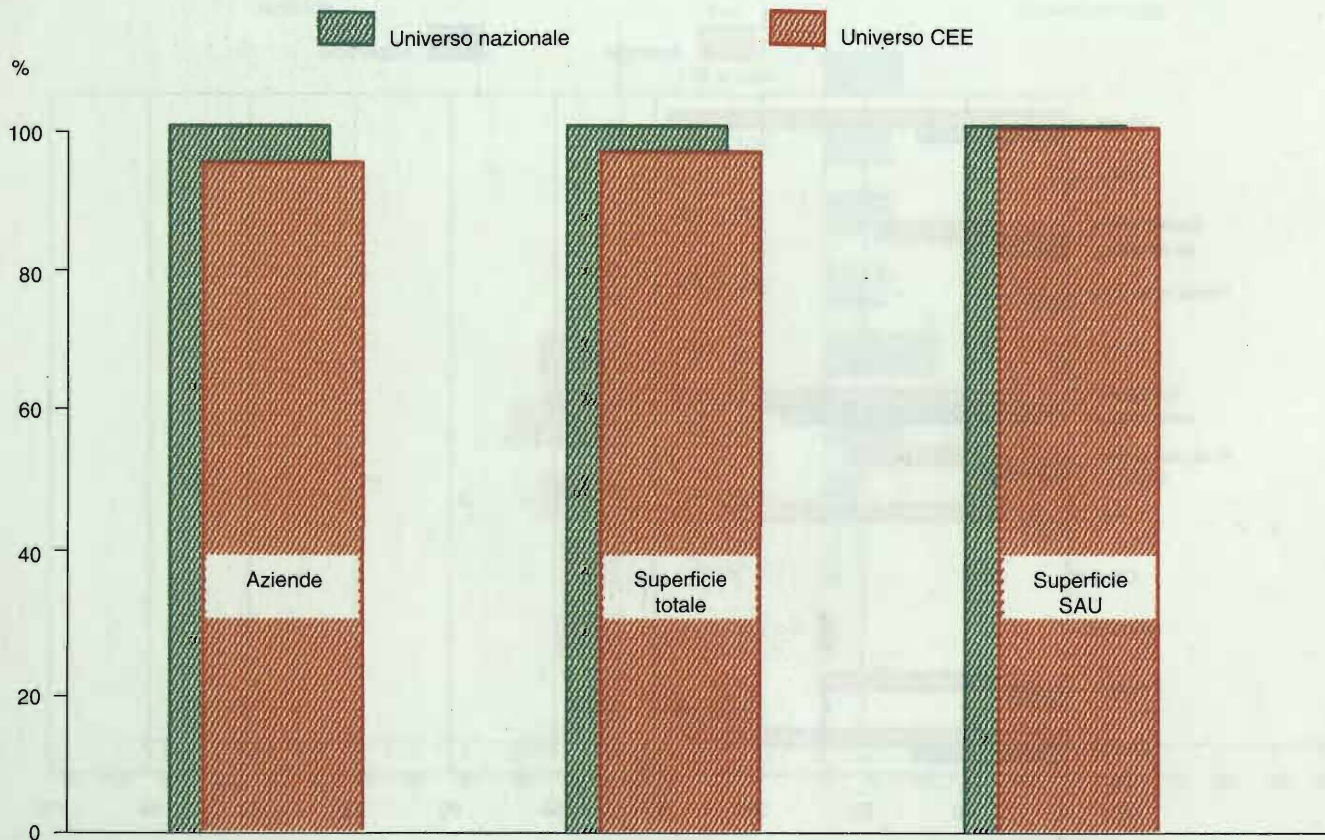 Universo nazionale
Universo CEE
%
100
80
60
40
20
0
Aziende
Superficie
totale
Superficie
SAU